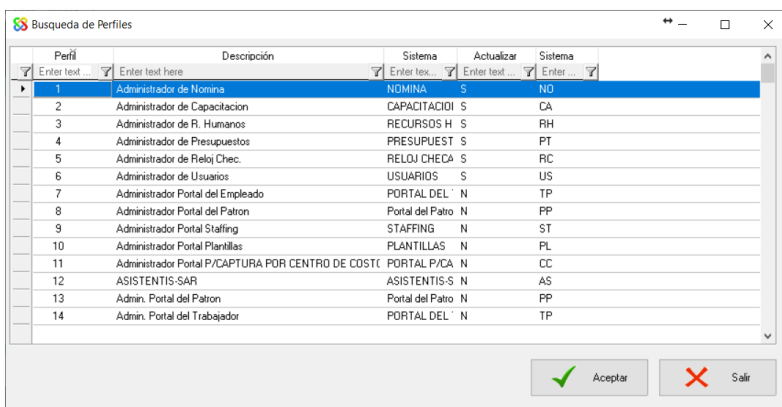 Busqueda de Perfiles
Perfil Descripción Sistema Actualizar Sistema
Enter text ... Enter text here Enter tex... Enter text ... Enter ...
1 Administrador de Nomina NOMINA S NO
2 Administrador de Capacitacion CAPACITACIOI S CA
3 Administrador de R. Humanos RECURSOS H S RH
4 Administrador de Presupuestos PRESUPUEST S PT
5 Administrador de Reloj Chec. RELOJ CHECA S RC
6 Administrador de Usuarios USUARIOS S US
7 Administrador Portal del Empleado PORTAL DEL N TP
8 Administrador Portal del Patron Portal del Patro N PP
9 Administrador Portal Staffing STAFFING N ST
10 Administrador Portal Plantillas PLANTILLAS N PL
11 Administrador Portal P/CAPTURA POR CENTRO DE COST( PORTAL P/CA N CC
12 ASISTENTIS-SAR ASISTENTIS-S N AS
13 Admin. Portal del Patron Portal del Patro N PP
14 Admin. Portal del Trabajador PORTAL DEL N TP
Aceptar Salir